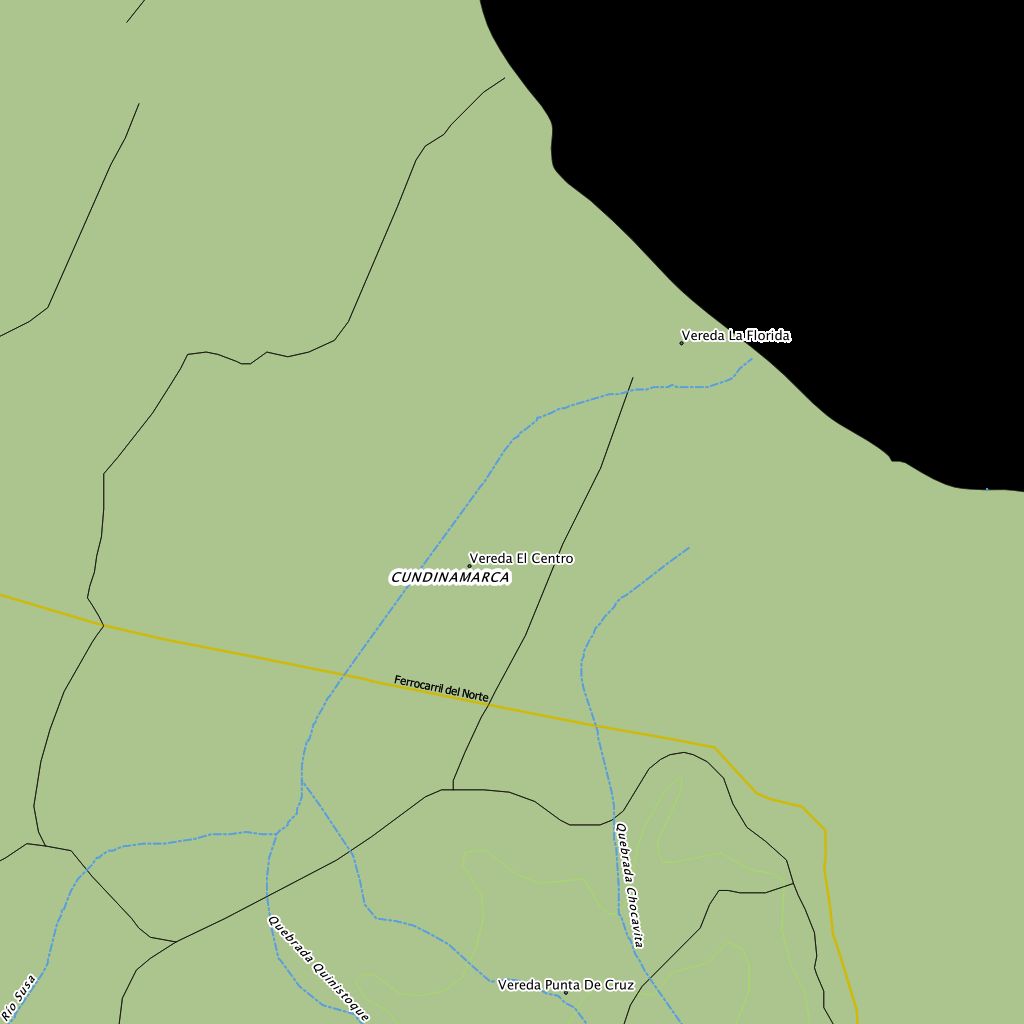 Vereda La Florida
Vereda El Centro
CUNDINAMARCA
Ferrocarril del Norte
Quebrada Chocavita
Quebrada Quinistoque
Río Susa
Vereda Punta De Cruz